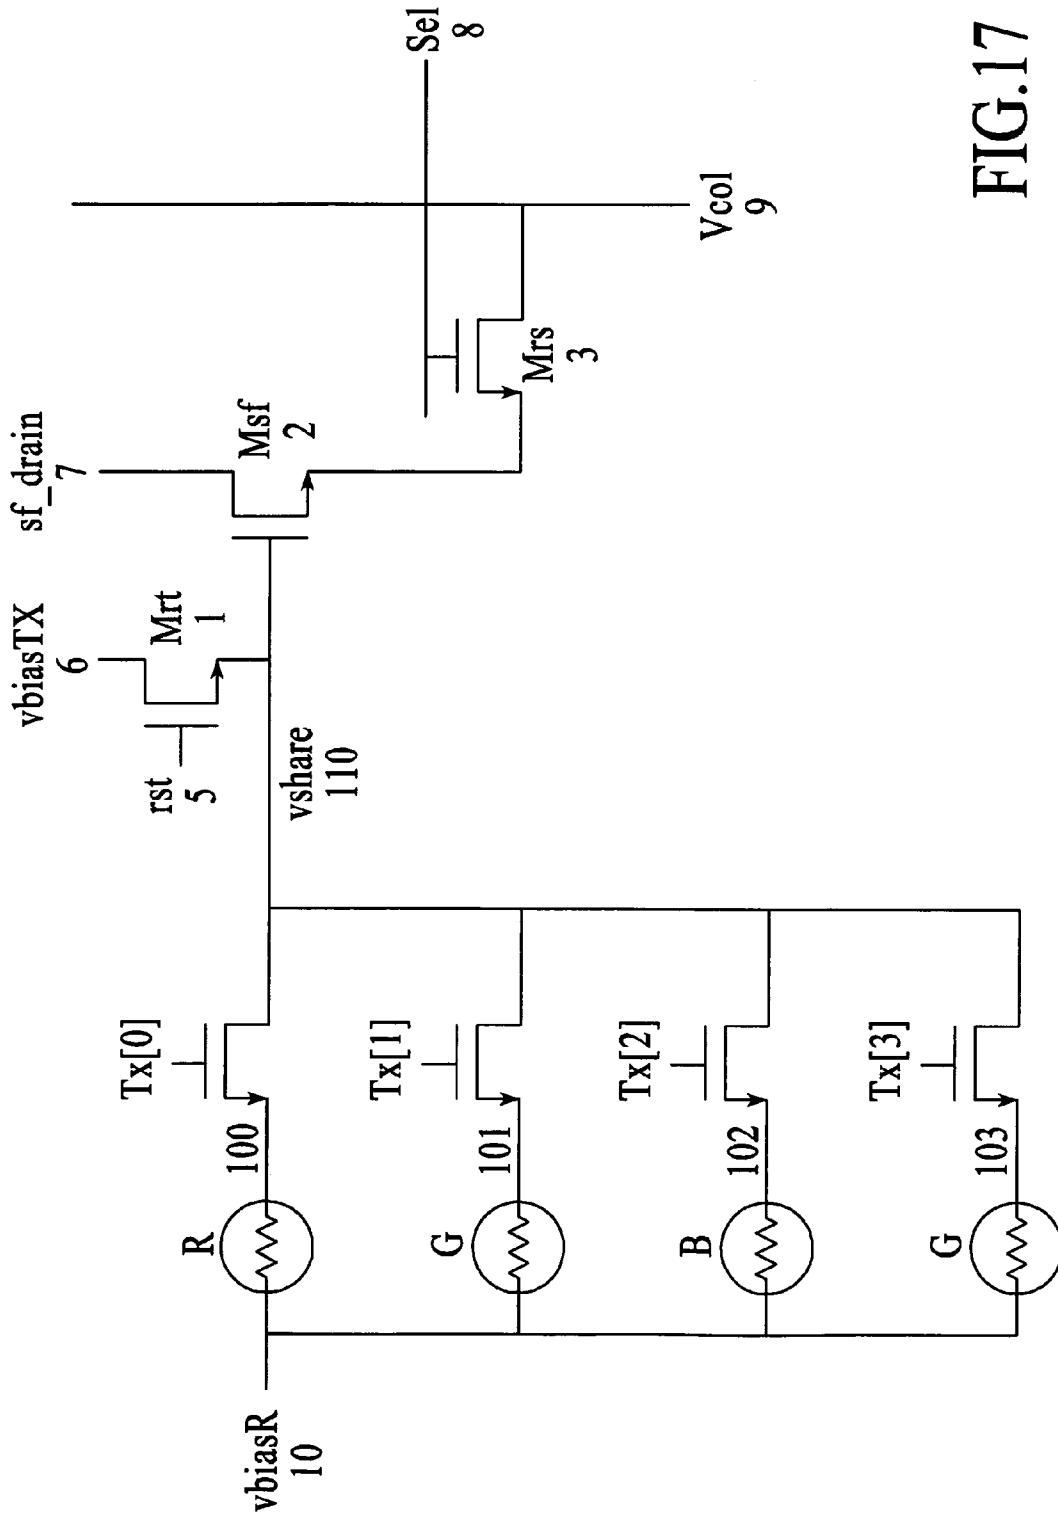 vbiasTX
6
sf_drain
7
Mrt
1
Msf
2
rst
5
Sel
8
vshare
110
Mrs
3
Vcol
9
Tx[0]
R
100
vbiasR
10
Tx[1]
G
101
Tx[2]
B
102
Tx[3]
G
103
FIG.17